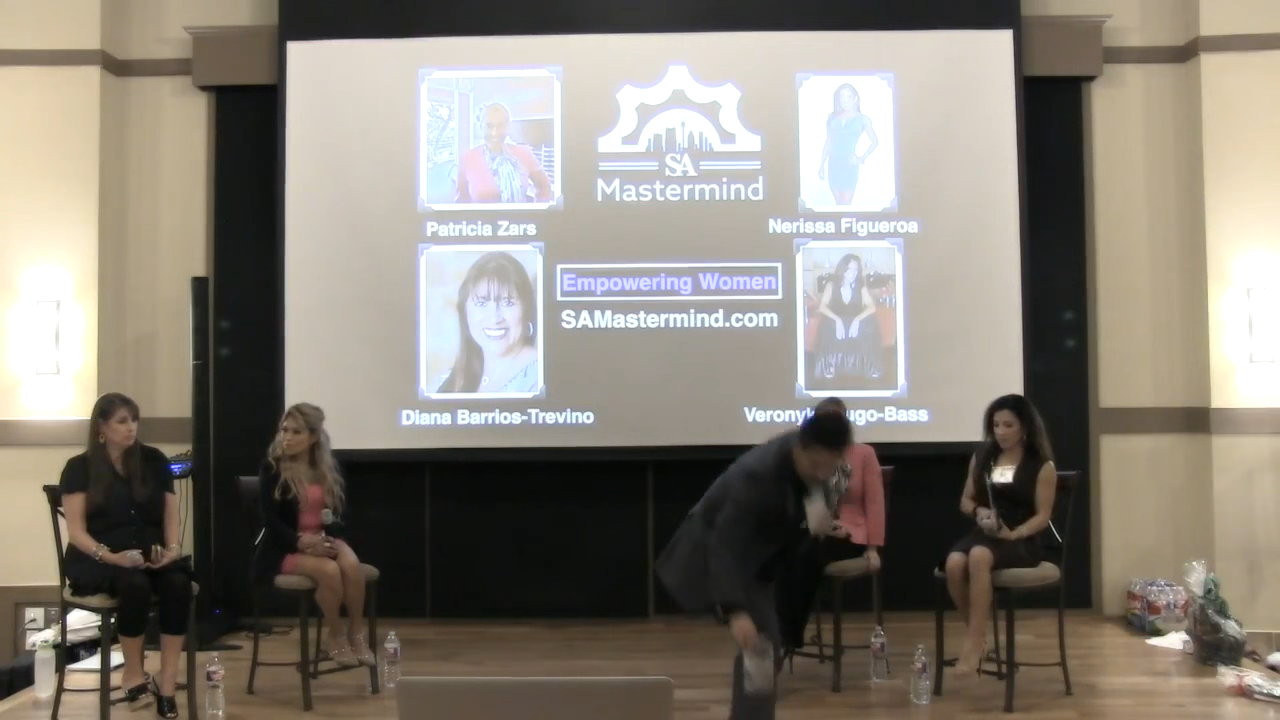 SA
Mastermind
Patricia Zars
Nerissa Figueroa
Empowering Women
SAMastermind.com
Diana Barrios-Trevino